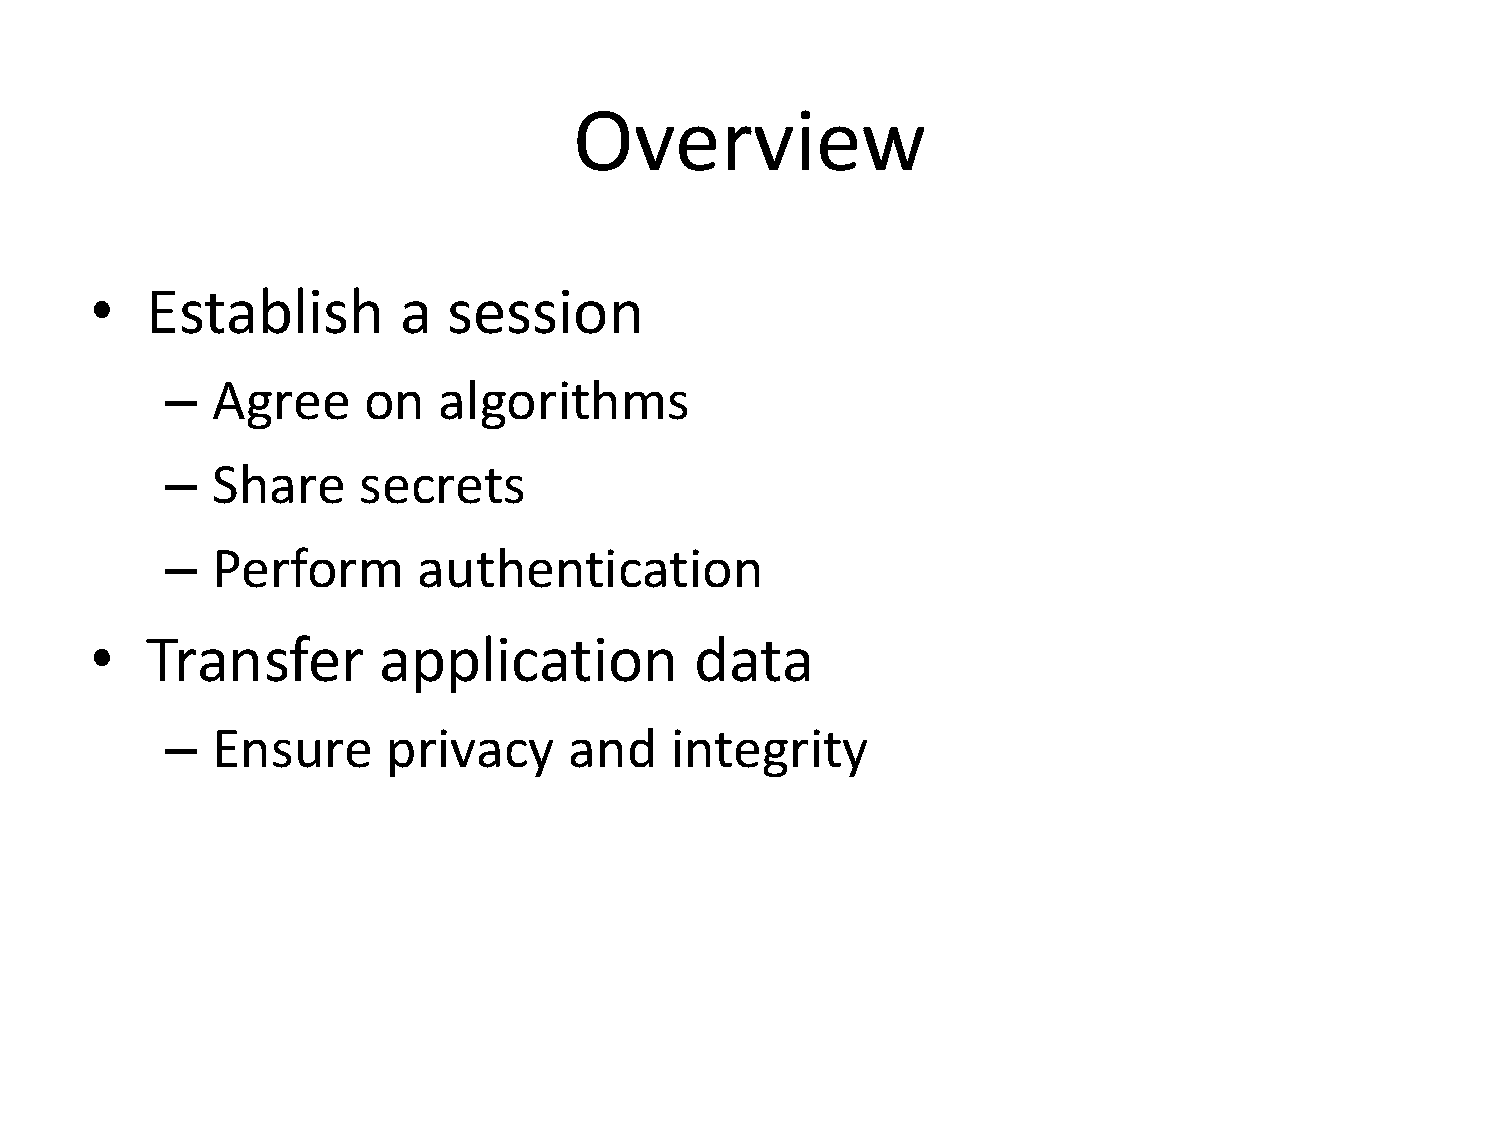 Overview
• Establish a session
– Agree on algorithms
– Share secrets
– Perform authentication
• Transfer application data
– Ensure privacy and integrity